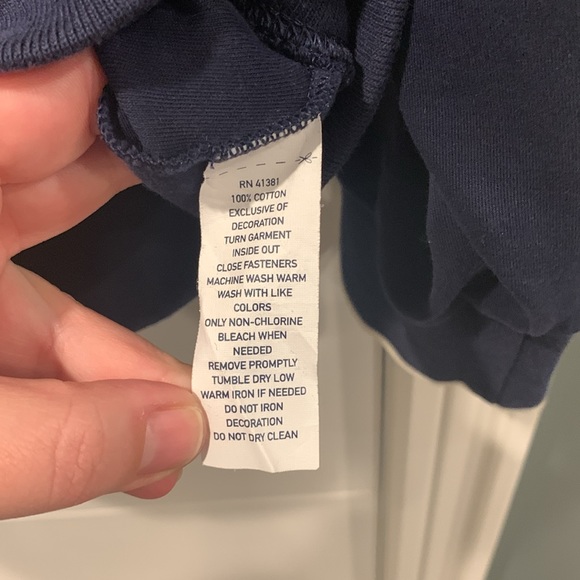 RN 41381
100% COTTON
EXCLUSIVE OF
DECORATION
TURN GARMENT
INSIDE OUT
CLOSE FASTENERS
MACHINE WASH WARM
WASH WITH LIKE
COLORS
ONLY NON-CHLORINE
BLEACH WHEN
NEEDED
REMOVE PROMPTLY
TUMBLE DRY LOW
WARM IRON IF NEEDED
DO NOT IRON
DECORATION
DO NOT DRY CLEAN